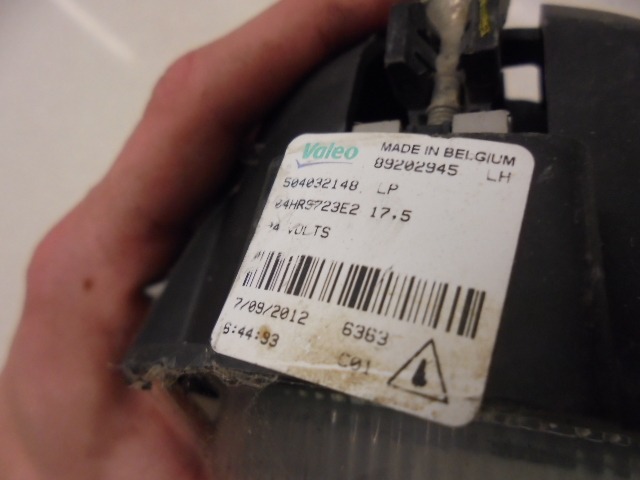 Valeo MADE IN BELGIUM
89202945 LH
504032148 LP
04HR5723E2 17,5
VOLTS
7/09/2012 6363
6:44:93 C01